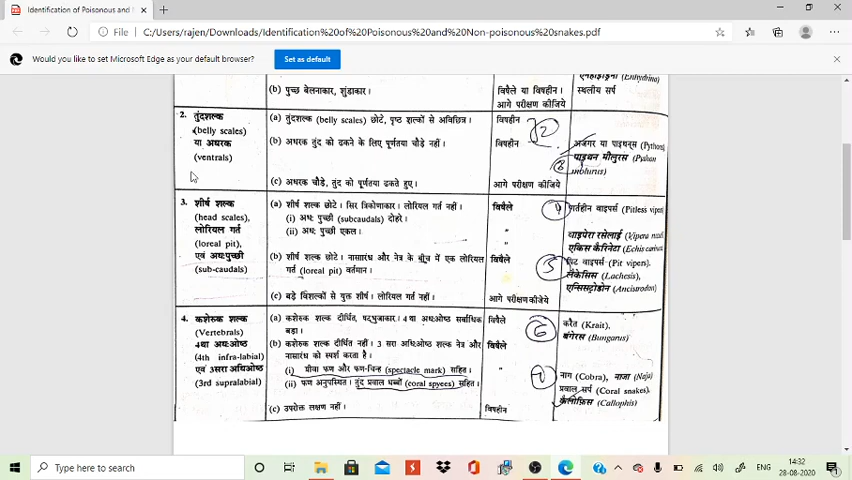 Identification of Poisonous and
File
C:/Users/rajen/Downloads/Identification%20of%20Poisonous%20and%20Non-poisonous%20snakes.pdf
Would you like to set Microsoft Edge as your default browser?
Set as default
(Enhydrina)
(b) पुच्छ बेलनाकार, शुंडाकार।
विषैले या विषहीन
स्थलीय सर्प
आगे परीक्षण कीजिये
2. तुंदशल्क
(a) तुंदशल्क (belly scales) छोटे, पृष्ठ शल्कों से अविछिन्न।
विषहीन
(belly scales)
या अधरक
(b) अधरक तुंद को ढकने के लिए पूर्णतया चौड़े नहीं।
विषहीन
अजगर या पाइथन्स (Python)
(ventrals)
पाइथन मौलुरस (Python
molurus)
(c) अधरक चौड़े, तुंद को पूर्णतया ढकते हुए।
आगे परीक्षण कीजिए
3. शीर्ष शल्क
(a) शीर्ष शल्क छोटे। सिर त्रिकोणाकार। लोरियल गर्त नहीं।
विषैले
4
गर्तहीन वाइपर्स (Pitless vipers)
(head scales),
(i) अधः पुच्छी (subcaudals) दोहरे।
"
लोरियल गर्त
(ii) अधः पुच्छी एकल।
"
वाइपेरा रसेलाई
(loreal pit)
एकिस कैरिनेटा (Echis
एवं अधःपुच्छी
(b) शीर्ष शल्क छोटे। नासारंध्र और नेत्र के बीच में एक लोरियल
विषैले
5
पिट वाइपर्स (Pit vipers)
(sub-caudals)
गर्त (loreal pit) वर्तमान।
लैकेसिस (Lachesis),
एन्सिस्ट्रोडोन (Ancisrodon)
(c) बड़े विशल्कों से युक्त शीर्ष। लोरियल गर्त नहीं।
आगे परीक्षण कीजिये
4. कशेरुक शल्क
(a) कशेरुक शल्क दीर्घित, षट्भुजाकार। 4था अधःओष्ठ सर्वाधिक
विषैले
6
करैत (Krait)
(Vertebrals)
बड़ा।
बंगेरस (Bungarus)
4था अधःओष्ठ
(b) कशेरुक शल्क दीर्घित नहीं। 3 सरा अधिओष्ठ शल्क नेत्र और
विषैले
(4th infra-labial)
नासारंध्र को स्पर्श करता है।
एवं 3सरा अधिओष्ठ
(i) ग्रीवा फण और फण-चिन्ह (spectacle mark) सहित।
"
नाग (Cobra), नाजा (Naja)
(3rd supralabial)
(ii) फण अनुपस्थित। तुंद प्रवाल धब्बों (coral spyees) सहित।
प्रवाल सर्प (Coral snakes).
कैलोफिस (Callophis)
(c) उपरोक्त लक्षण नहीं।
विषहीन
Type here to search
ENG
14:32
28-08-2020